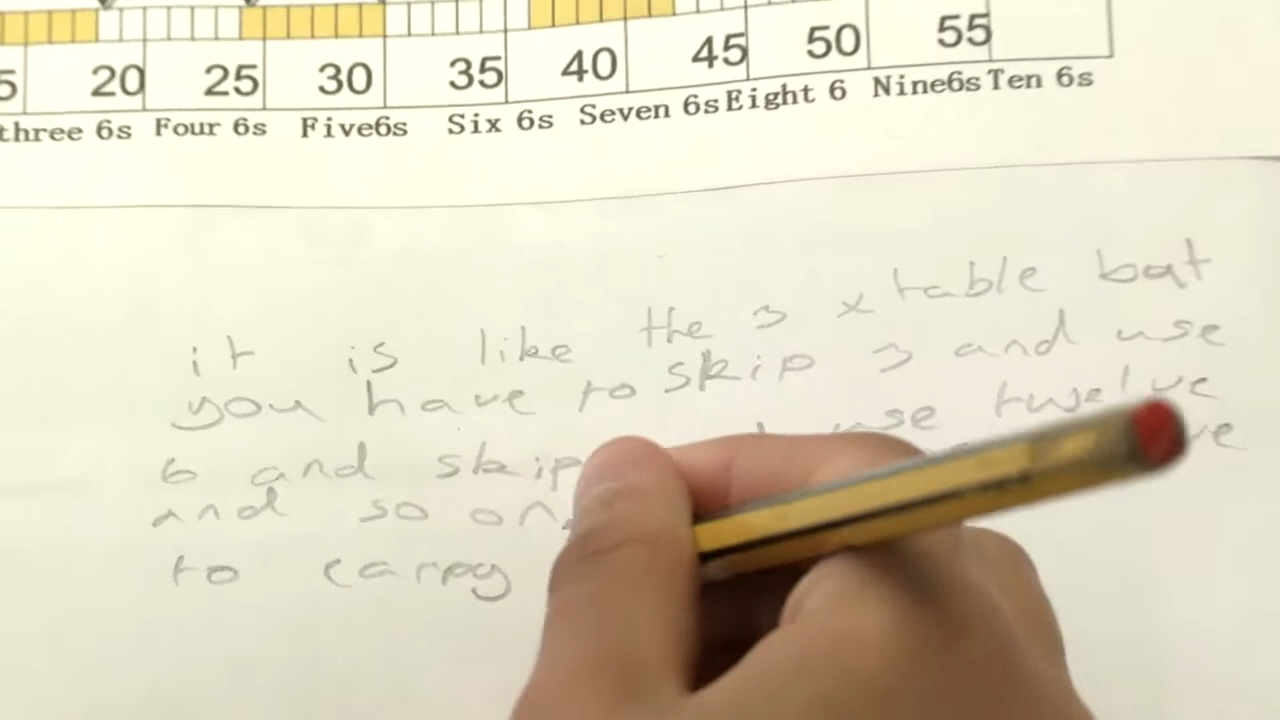 5 20 25 30 35 40 45 50 55
three 6s Four 6s Five6s Six 6s Seven 6s Eight 6 Nine6s Ten 6s
it is like the 3 x table bat
you have to skip 3 and use
6 and skip use twelve
and so on
to carpy